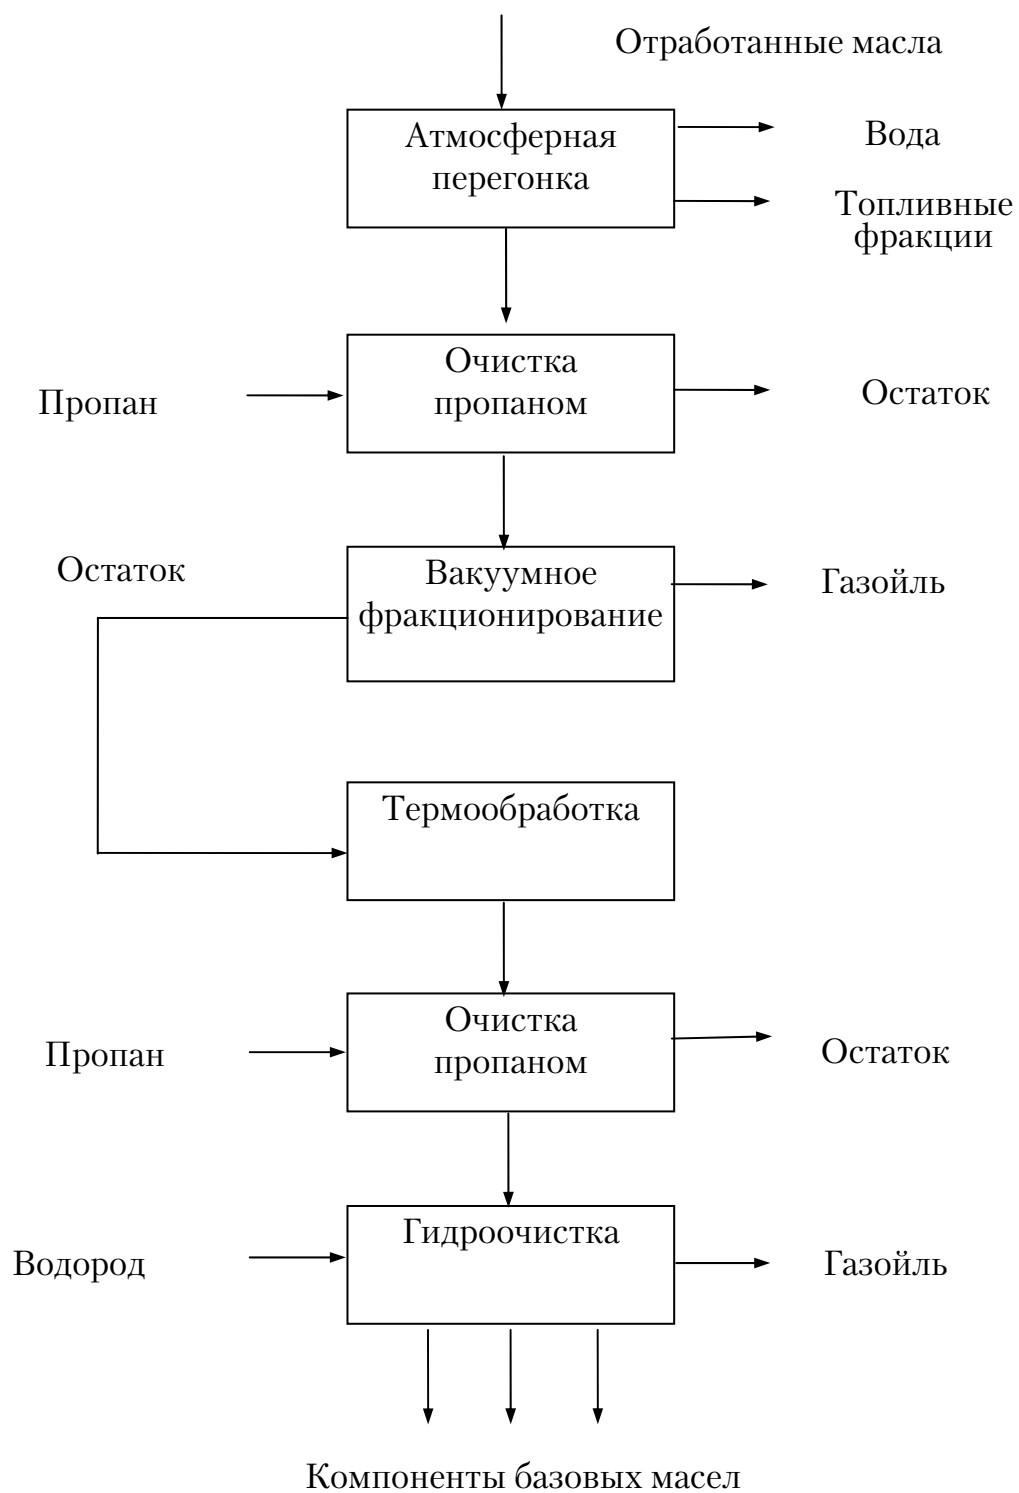 Отработанные масла
Атмосферная
перегонка
Вода
Топливные
фракции
Очистка
пропаном
Пропан
Остаток
Остаток
Вакуумное
фракционирование
Газойль
Термообработка
Очистка
пропаном
Пропан
Остаток
Гидроочистка
Водород
Газойль
Компоненты базовых масел